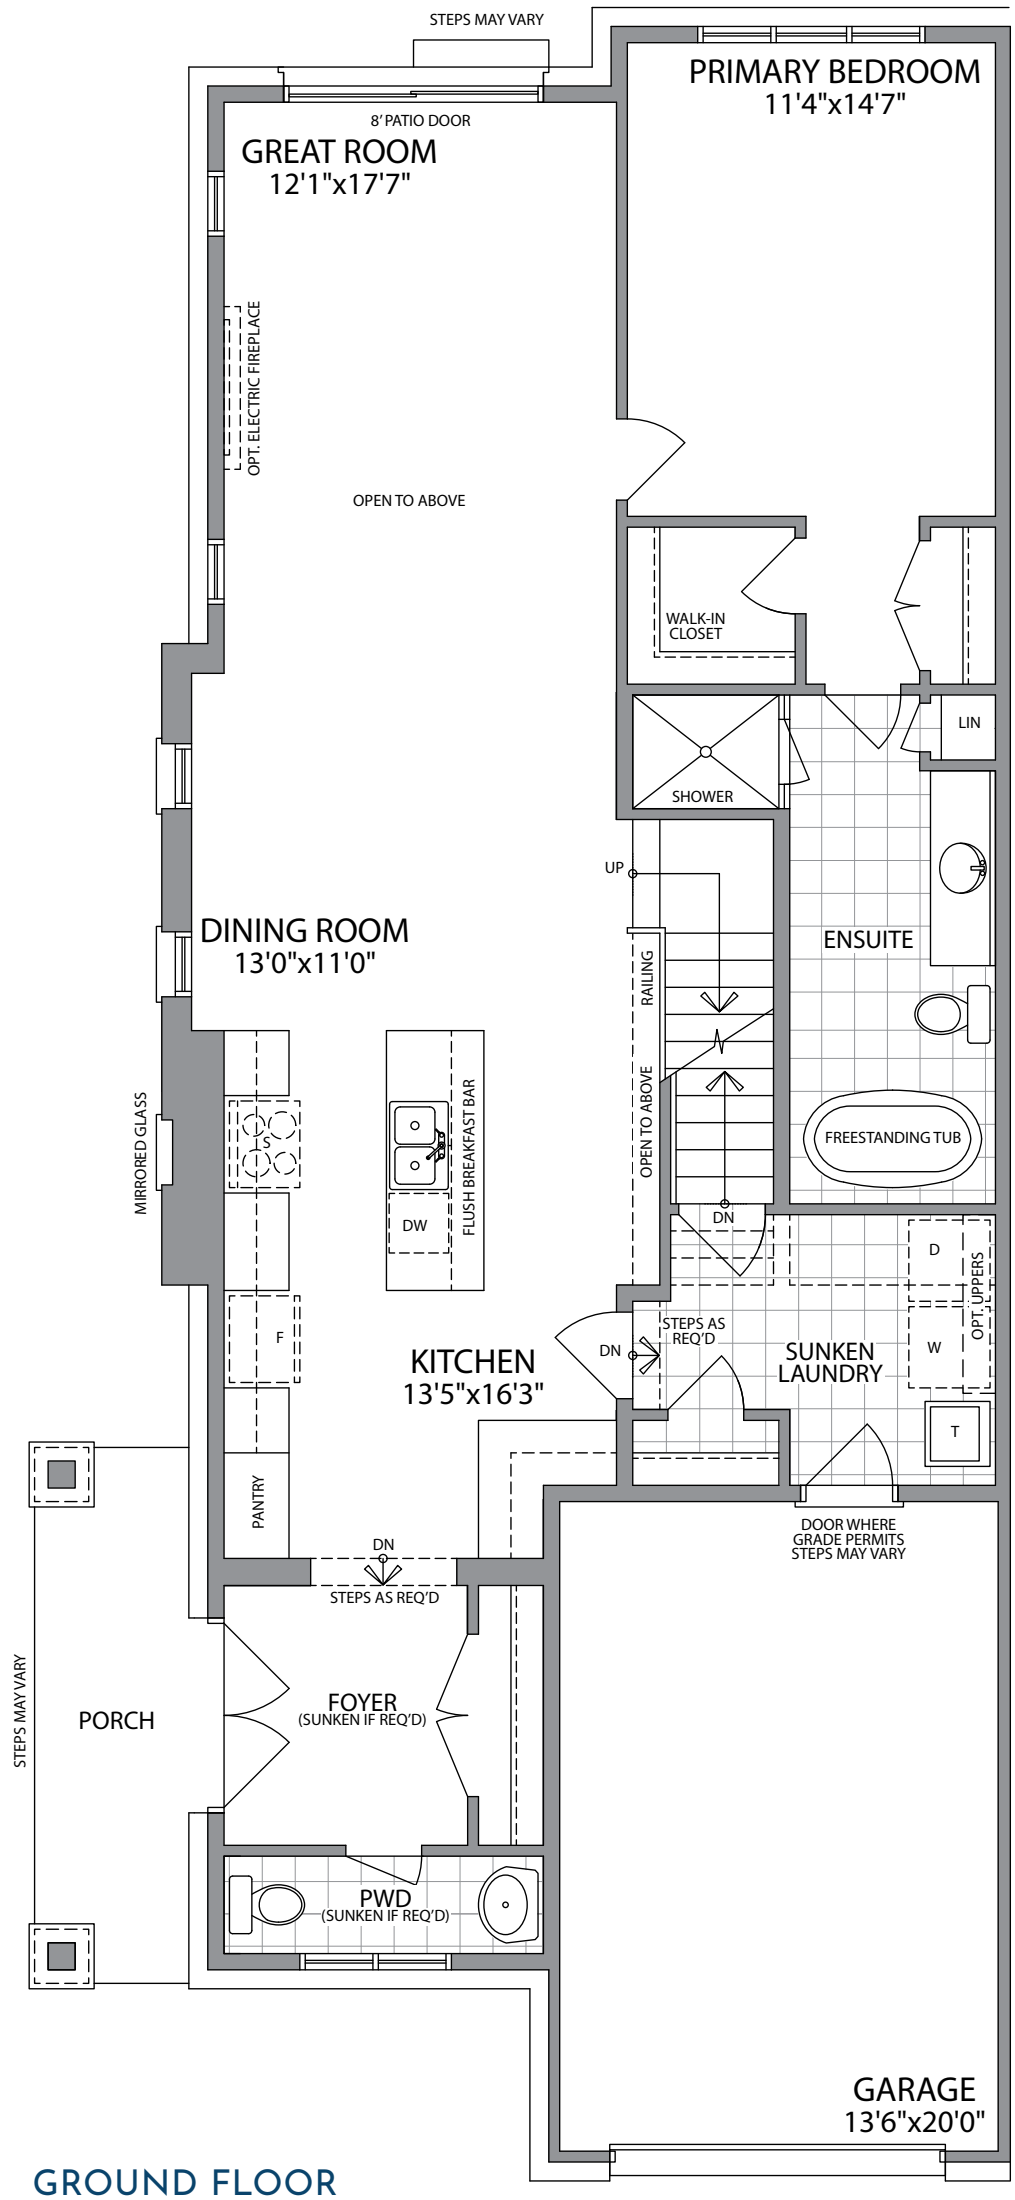 STEPS MAY VARY
PRIMARY BEDROOM
11'4"x14'7"
8' PATIO DOOR
GREAT ROOM
12'1"x17'7"
OPT. ELECTRIC FIREPLACE
OPEN TO ABOVE
WALK-IN
CLOSET
LIN
SHOWER
UP
DINING ROOM
13'0"x11'0"
RAILING
ENSUITE
MIRRORED GLASS
S
FLUSH BREAKFAST BAR
OPEN TO ABOVE
FREESTANDING TUB
DW
DN
D
OPT. UPPERS
F
STEPS AS
REQ'D
DN
W
KITCHEN
13'5"x16'3"
SUNKEN
LAUNDRY
T
PANTRY
DOOR WHERE
GRADE PERMITS
STEPS MAY VARY
DN
STEPS AS REQ'D
STEPS MAY VARY
PORCH
FOYER
(SUNKEN IF REQ'D)
PWD
(SUNKEN IF REQ'D)
GARAGE
13'6"x20'0"
GROUND FLOOR